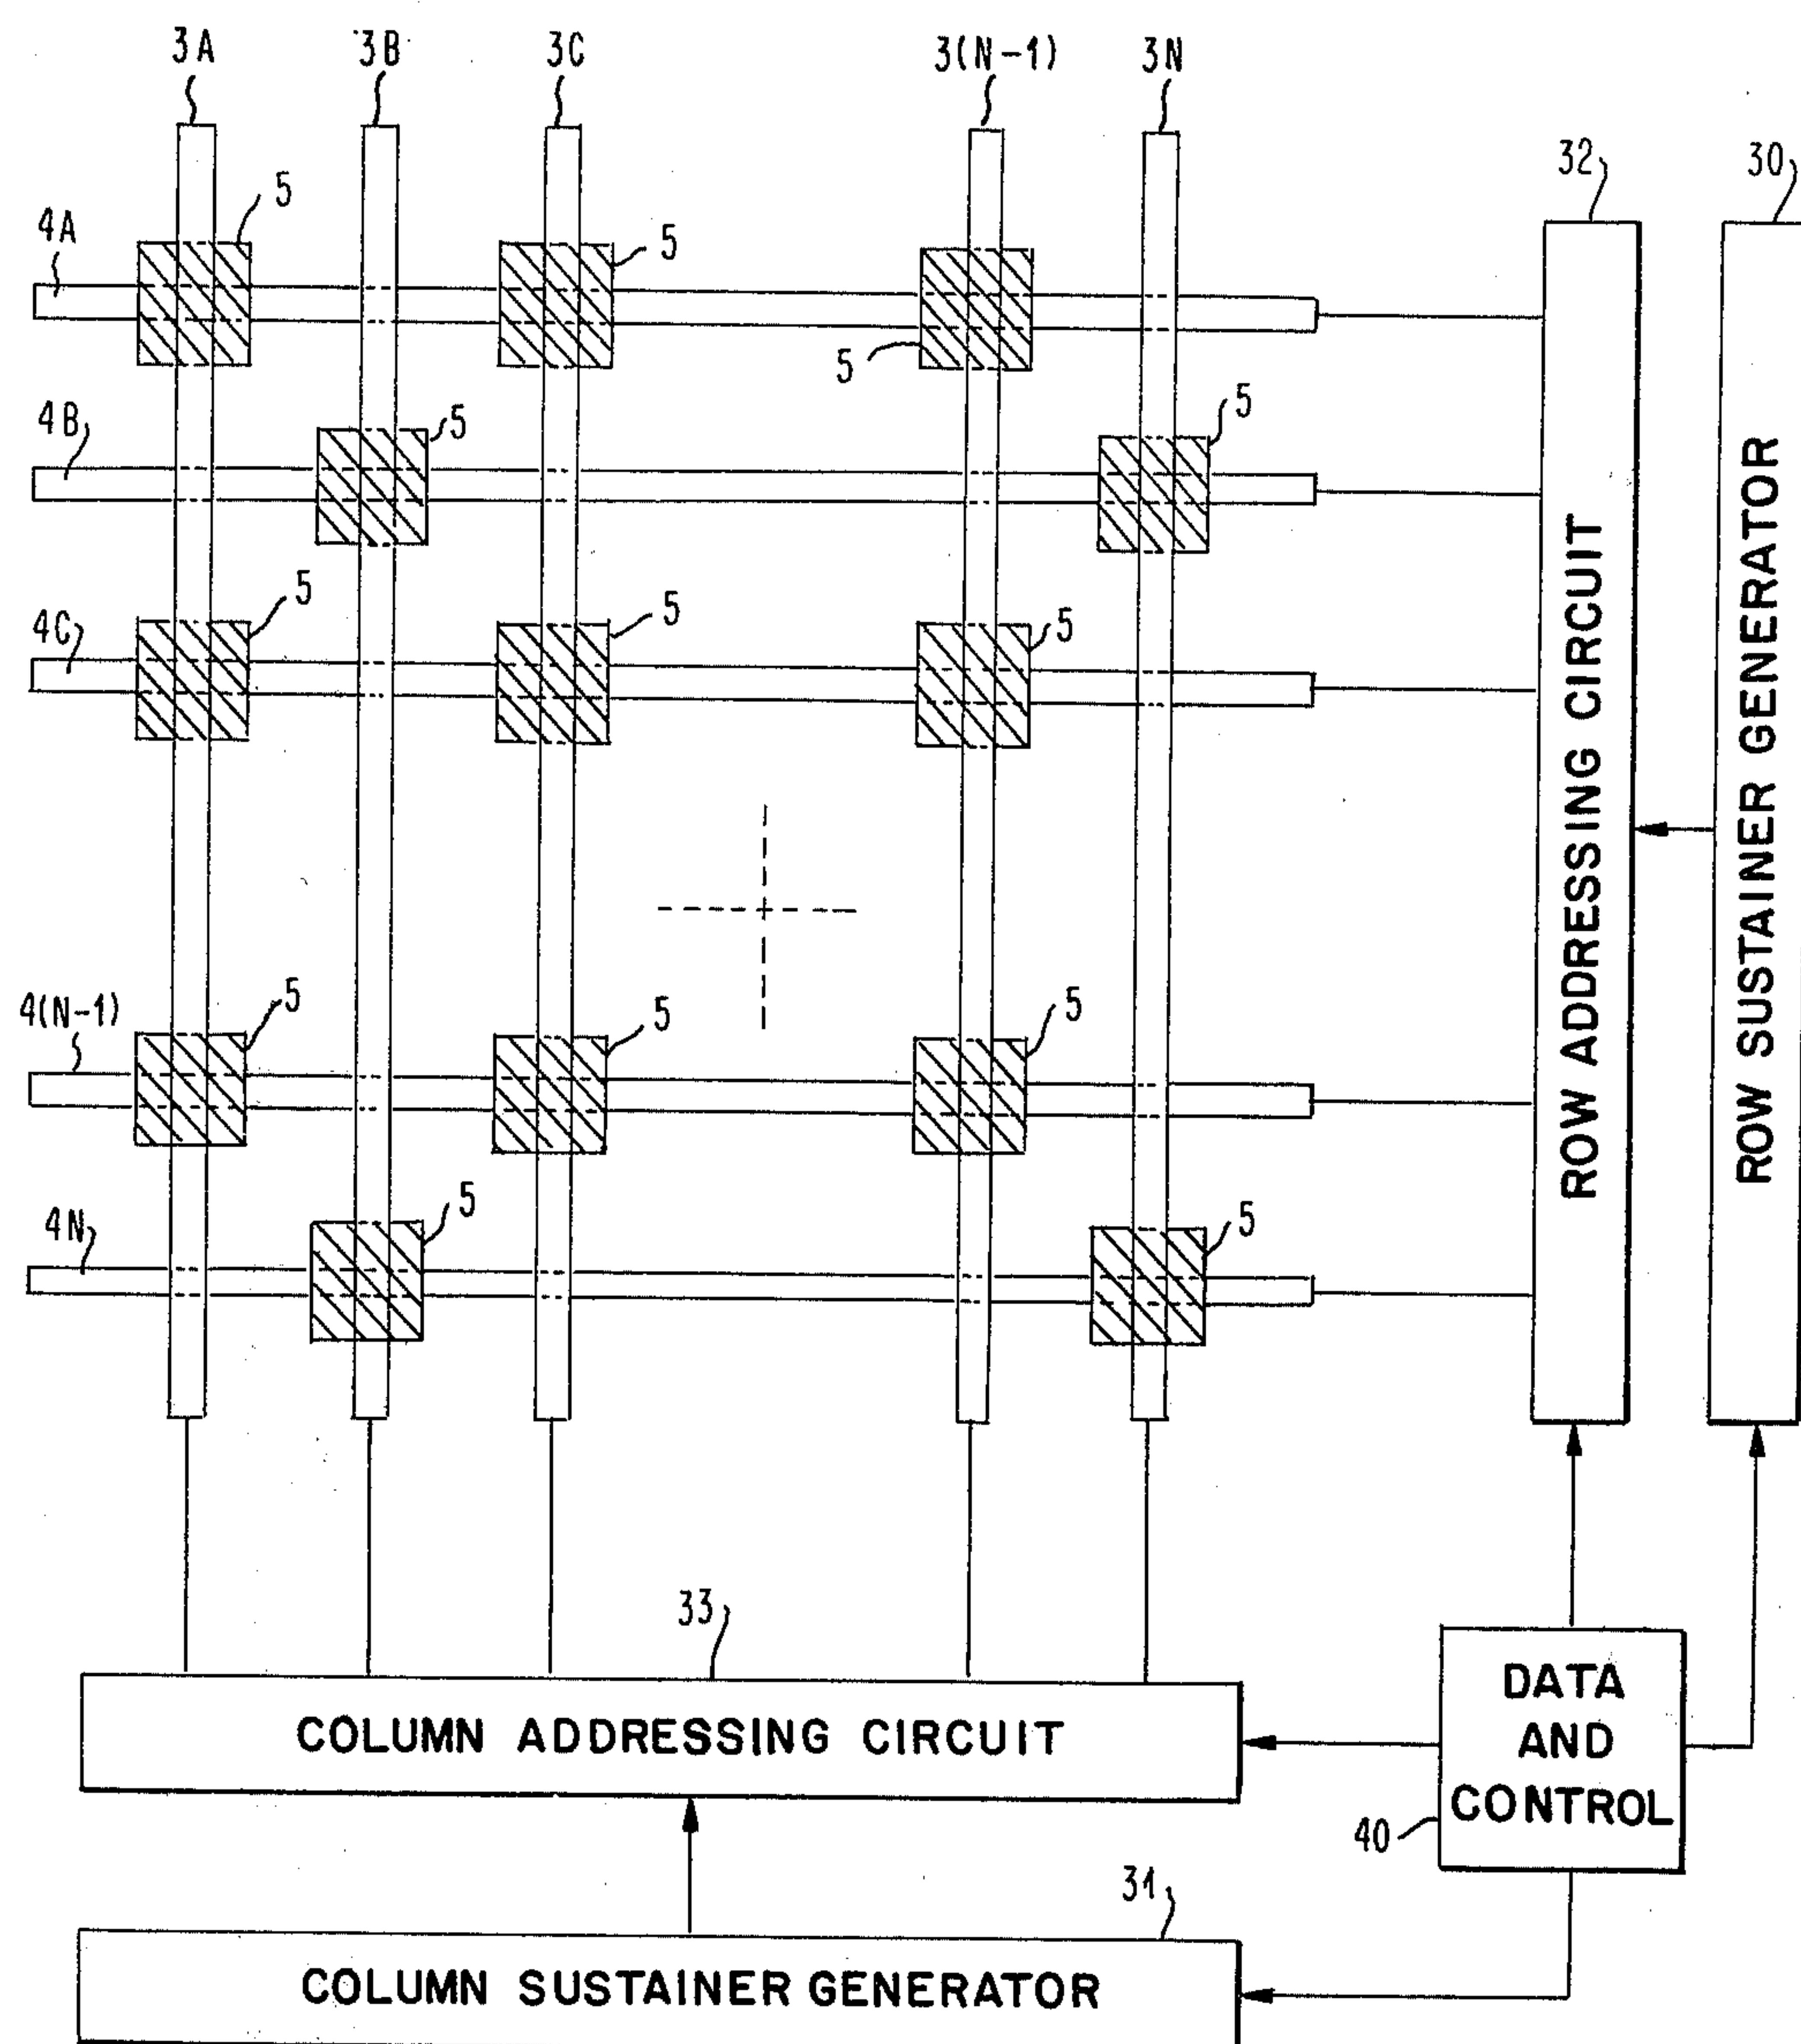 3A 3B 3C 3(N-1) 3N
32 30
5
4A
5
5
5
4B
5
5
4C
5
5
5
ROW ADDRESSING CIRCUIT
ROW SUSTAINER GENERATOR
4(N-1)
5
5
5
4N
5
5
33
COLUMN ADDRESSING CIRCUIT
DATA
AND
CONTROL
40
31
COLUMN SUSTAINER GENERATOR